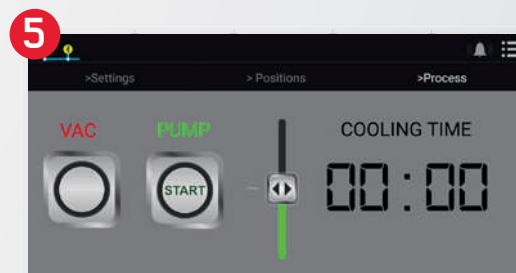 5
>Settings
> Positions
>Process
VAC
PUMP
COOLING TIME
START
00:00